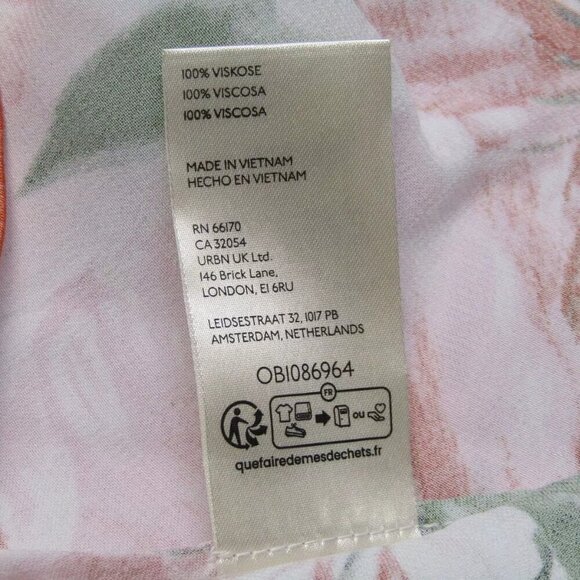 100% VISKOSE
100% VISCOSA
100% VISCOSA
MADE IN VIETNAM
HECHO EN VIETNAM
RN 66170
CA 32054
URBN UK Ltd.
146 Brick Lane,
LONDON, E1 6RU
LEIDSESTRAAT 32, 1017 PB
AMSTERDAM, NETHERLANDS
OB1086964
FR
ou
quefairedemesdechets.fr